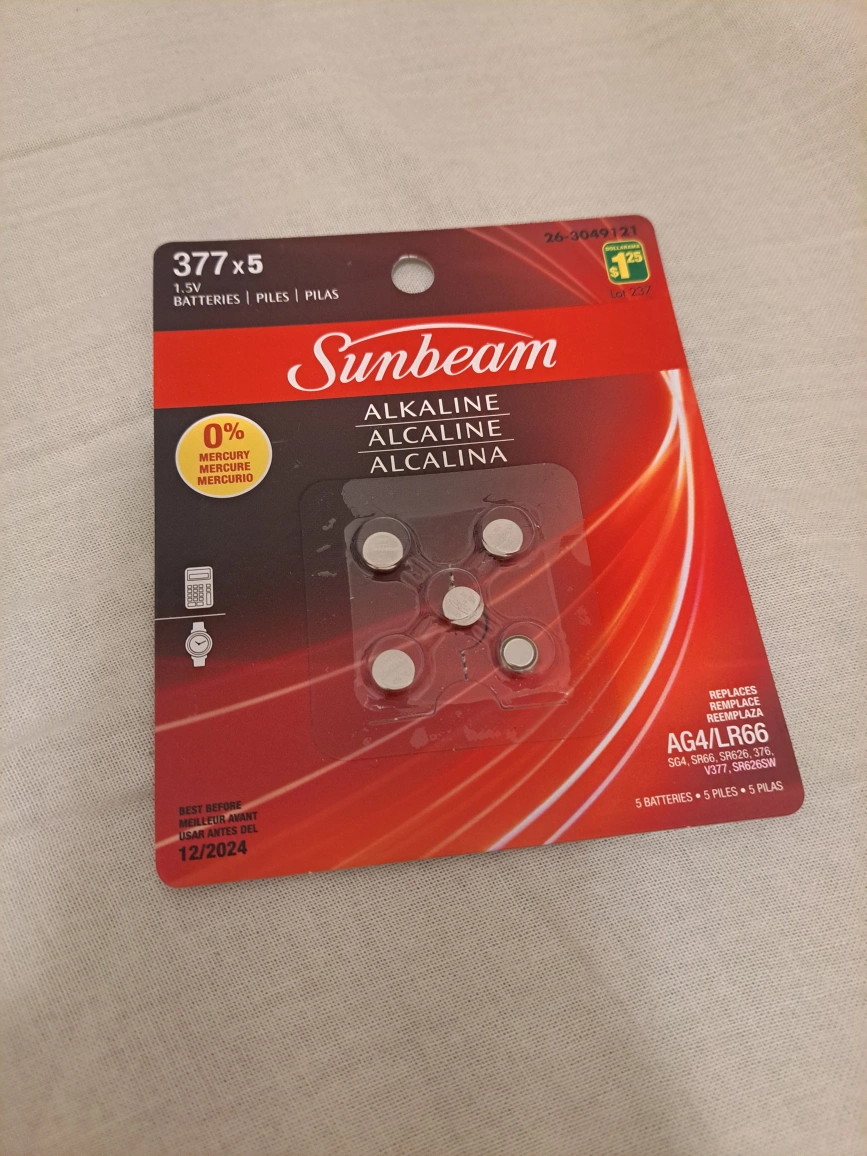 377 x 5
1.5V
BATTERIES | PILES | PILAS
26-3049121
DOLLARAMA
$1.25
Lot 237
Sunbeam
ALKALINE
ALCALINE
ALCALINA
0%
MERCURY
MERCURE
MERCURIO
REPLACES
REMPLACE
REEMPLAZA
AG4/LR66
SG4, SR66, SR626, 376,
V377, SR626SW
5 BATTERIES • 5 PILES • 5 PILAS
BEST BEFORE
MEILLEUR AVANT
USAR ANTES DEL
12/2024